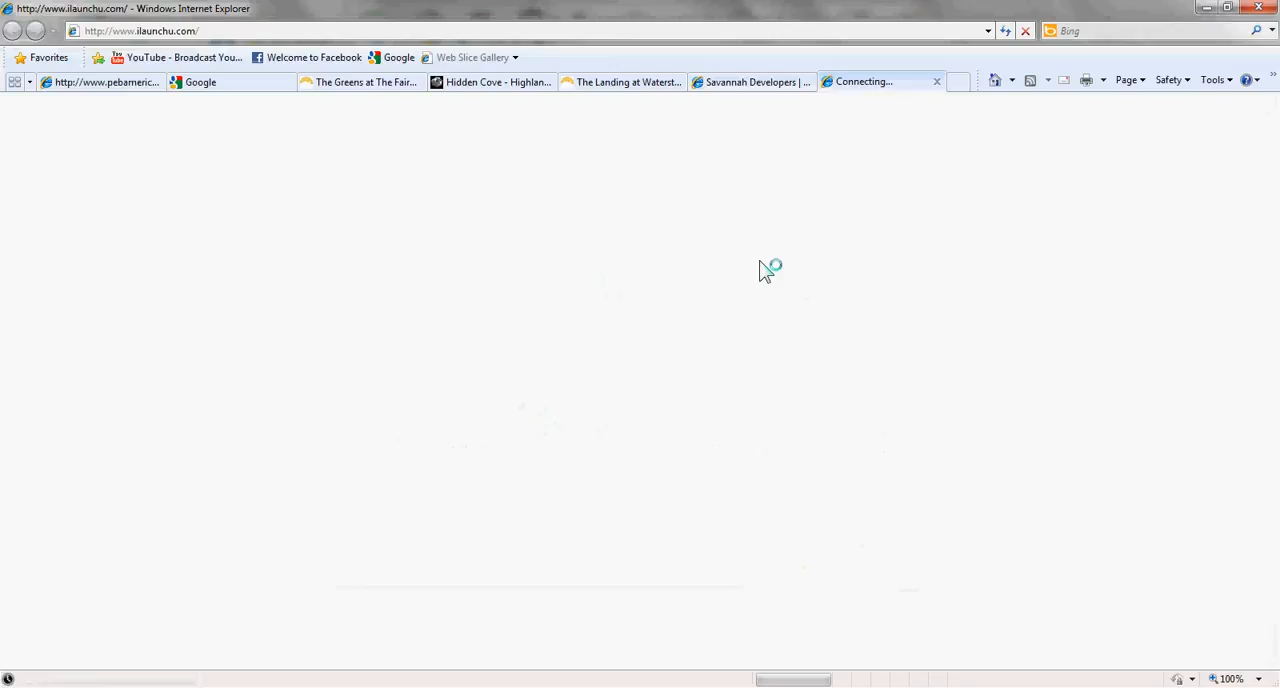 http://www.ilaunchu.com/ - Windows Internet Explorer
http://www.ilaunchu.com/
Bing
Favorites
YouTube - Broadcast You...
Welcome to Facebook
Google
Web Slice Gallery
http://www.pebameric...
Google
The Greens at The Fair...
Hidden Cove - Highlan...
The Landing at Waterst...
Savannah Developers | ...
Connecting...
Page
Safety
Tools
100%